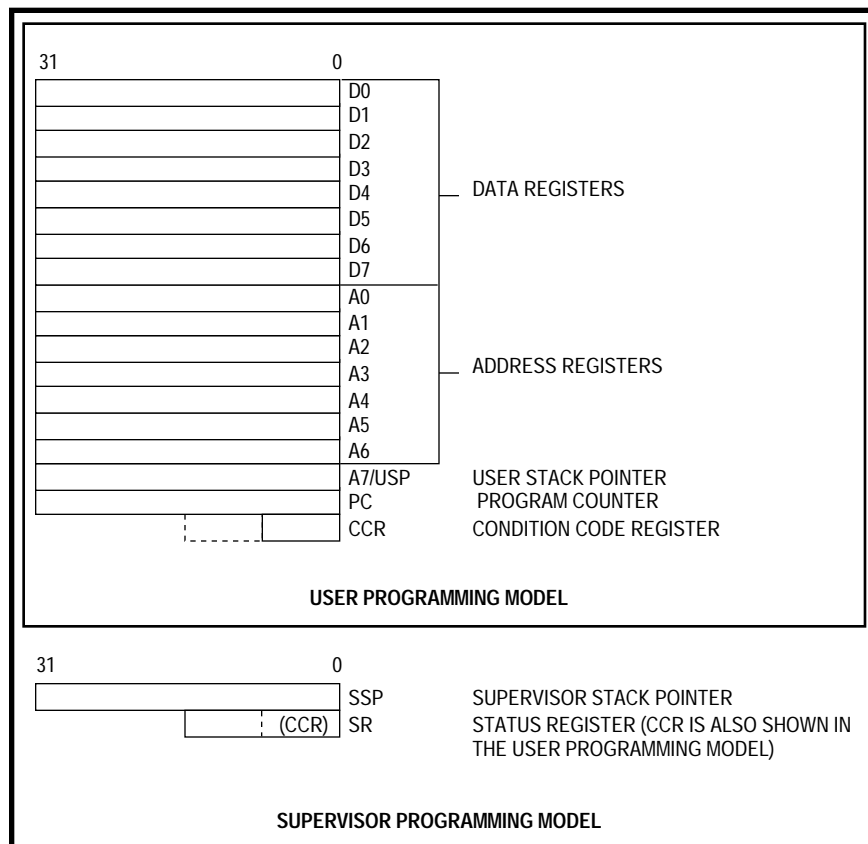 31 0
D0
D1
D2
D3
D4 DATA REGISTERS
D5
D6
D7
A0
A1
A2
A3 ADDRESS REGISTERS
A4
A5
A6
A7/USP USER STACK POINTER
PC PROGRAM COUNTER
CCR CONDITION CODE REGISTER
USER PROGRAMMING MODEL
31 0
SSP SUPERVISOR STACK POINTER
(CCR) SR STATUS REGISTER (CCR IS ALSO SHOWN IN
THE USER PROGRAMMING MODEL)
SUPERVISOR PROGRAMMING MODEL